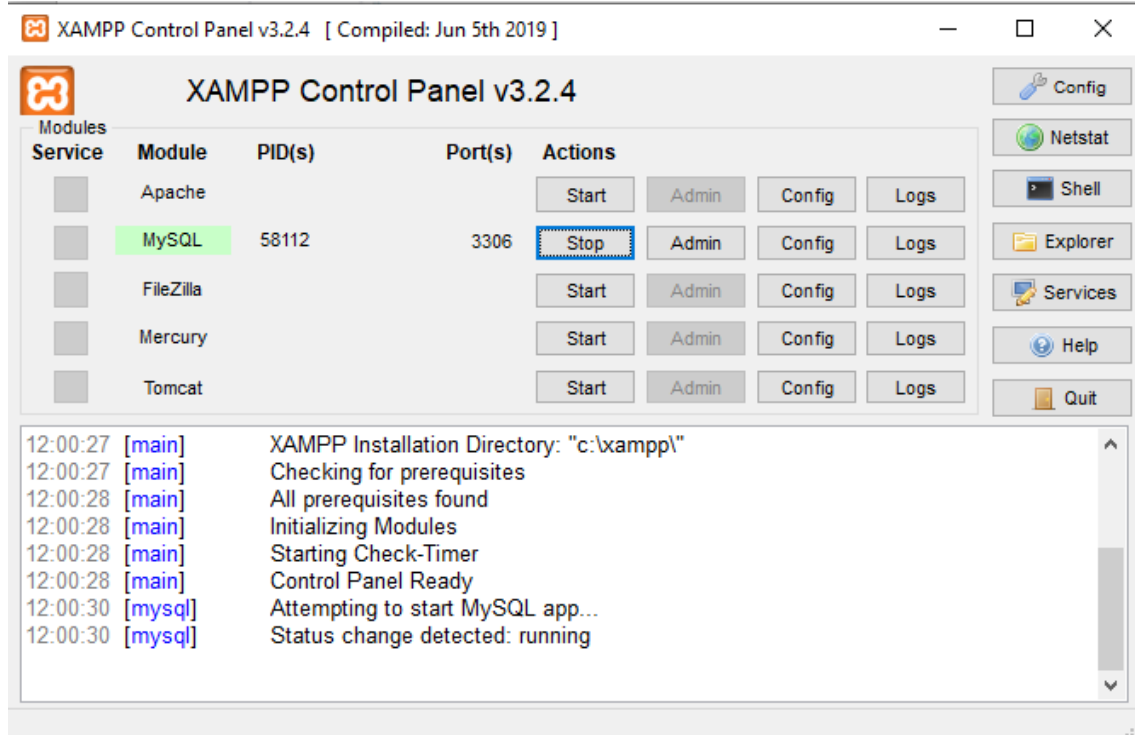 XAMPP Control Panel v3.2.4 [ Compiled: Jun 5th 2019 ]
XAMPP Control Panel v3.2.4
Config
Modules
Netstat
Service Module PID(s) Port(s) Actions
Apache Start Admin Config Logs
Shell
MySQL 58112 3306 Stop Admin Config Logs
Explorer
FileZilla Start Admin Config Logs
Services
Mercury Start Admin Config Logs
Help
Tomcat Start Admin Config Logs
Quit
12:00:27 [main] XAMPP Installation Directory: "c:\xampp\"
12:00:27 [main] Checking for prerequisites
12:00:28 [main] All prerequisites found
12:00:28 [main] Initializing Modules
12:00:28 [main] Starting Check-Timer
12:00:28 [main] Control Panel Ready
12:00:30 [mysql] Attempting to start MySQL app...
12:00:30 [mysql] Status change detected: running